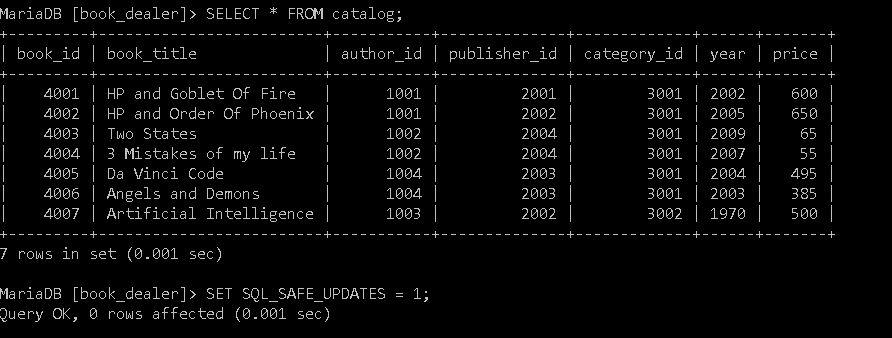 MariaDB [book_dealer]> SELECT * FROM catalog;
+---------+------------------------+-----------+--------------+-------------+------+-------+
| book_id | book_title             | author_id | publisher_id | category_id | year | price |
+---------+------------------------+-----------+--------------+-------------+------+-------+
|    4001 | HP and Goblet Of Fire  |      1001 |         2001 |        3001 | 2002 |   600 |
|    4002 | HP and Order Of Phoenix |      1001 |         2002 |        3001 | 2005 |   650 |
|    4003 | Two States             |      1002 |         2004 |        3001 | 2009 |    65 |
|    4004 | 3 Mistakes of my life  |      1002 |         2004 |        3001 | 2007 |    55 |
|    4005 | Da Vinci Code          |      1004 |         2003 |        3001 | 2004 |   495 |
|    4006 | Angels and Demons      |      1004 |         2003 |        3001 | 2003 |   385 |
|    4007 | Artificial Intelligence |      1003 |         2002 |        3002 | 1970 |   500 |
+---------+------------------------+-----------+--------------+-------------+------+-------+
7 rows in set (0.001 sec)
MariaDB [book_dealer]> SET SQL_SAFE_UPDATES = 1;
Query OK, 0 rows affected (0.001 sec)